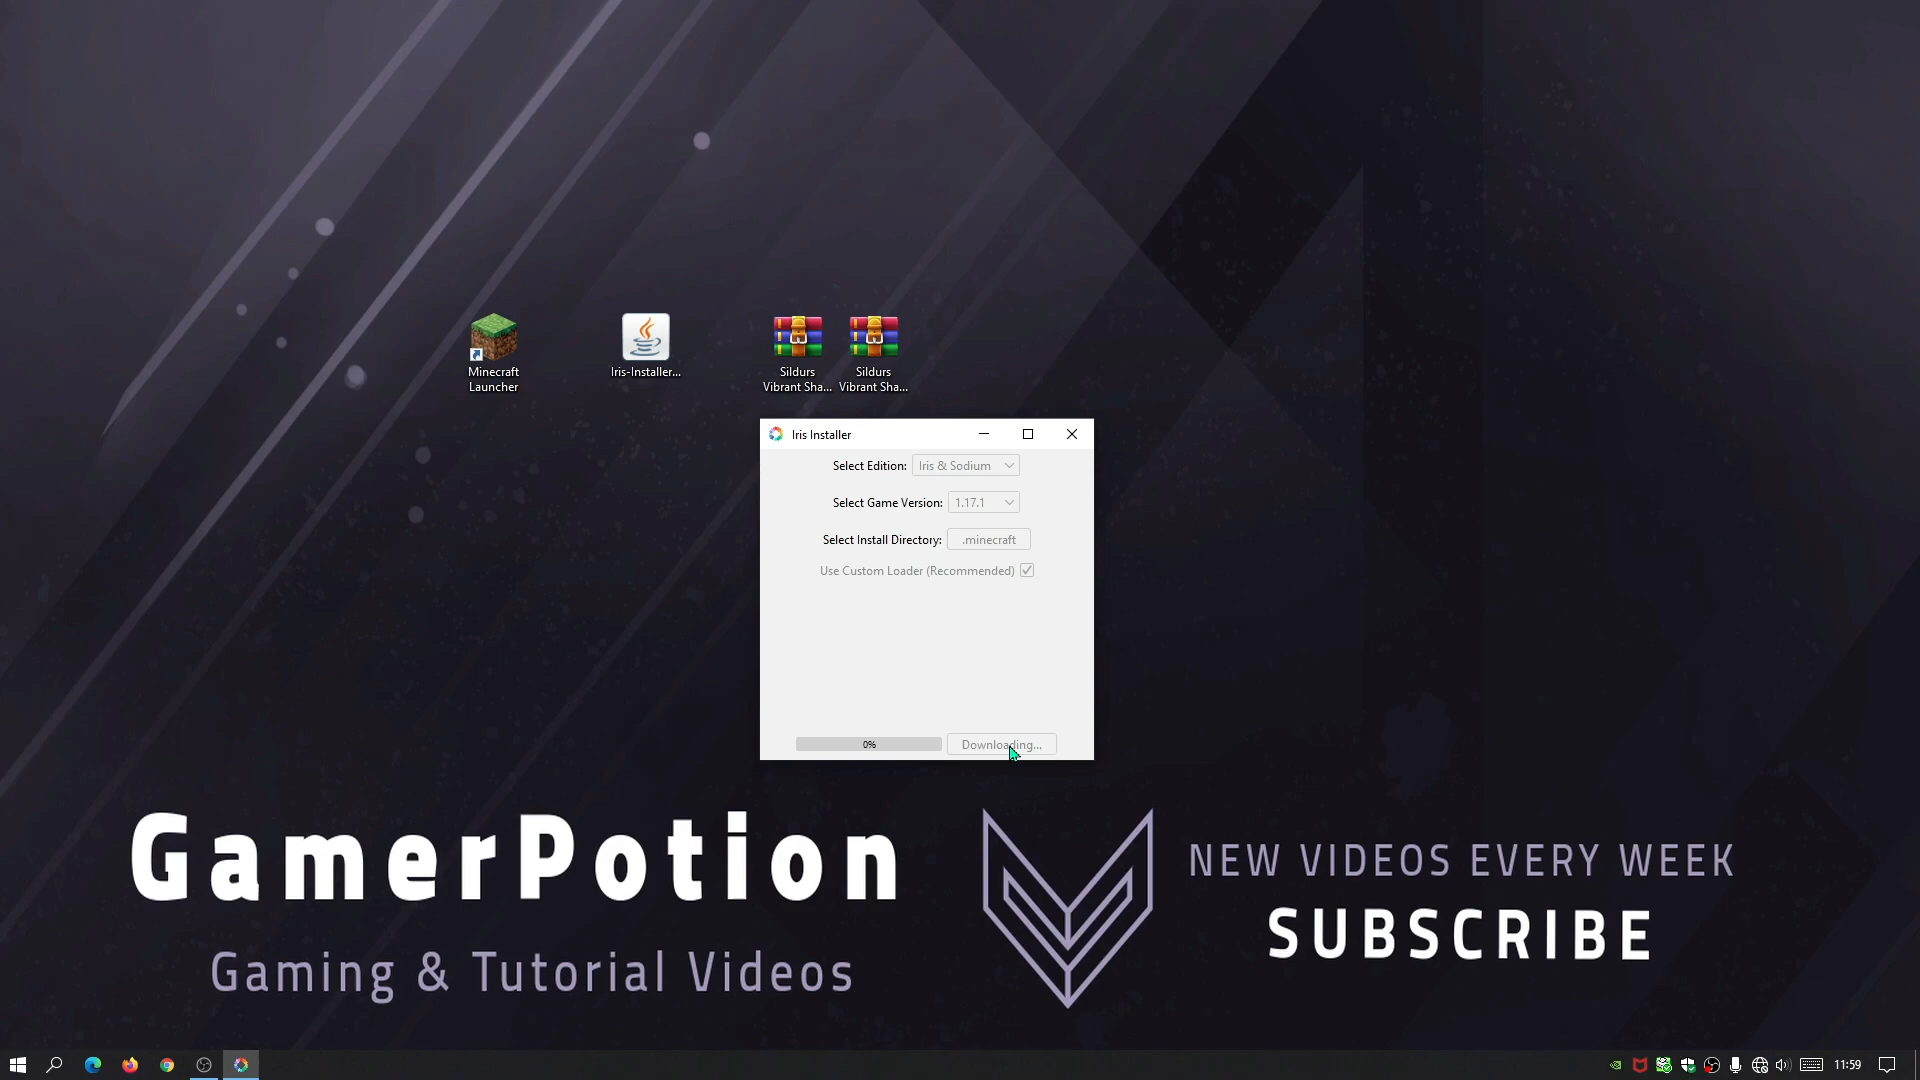 Minecraft
Launcher
Iris-Installer...
Sildurs
Vibrant Sha...
Sildurs
Vibrant Sha...
Iris Installer
Select Edition: Iris & Sodium
Select Game Version: 1.17.1
Select Install Directory: .minecraft
Use Custom Loader (Recommended)
0% Downloading...
GamerPotion
Gaming & Tutorial Videos
NEW VIDEOS EVERY WEEK
SUBSCRIBE
11:59